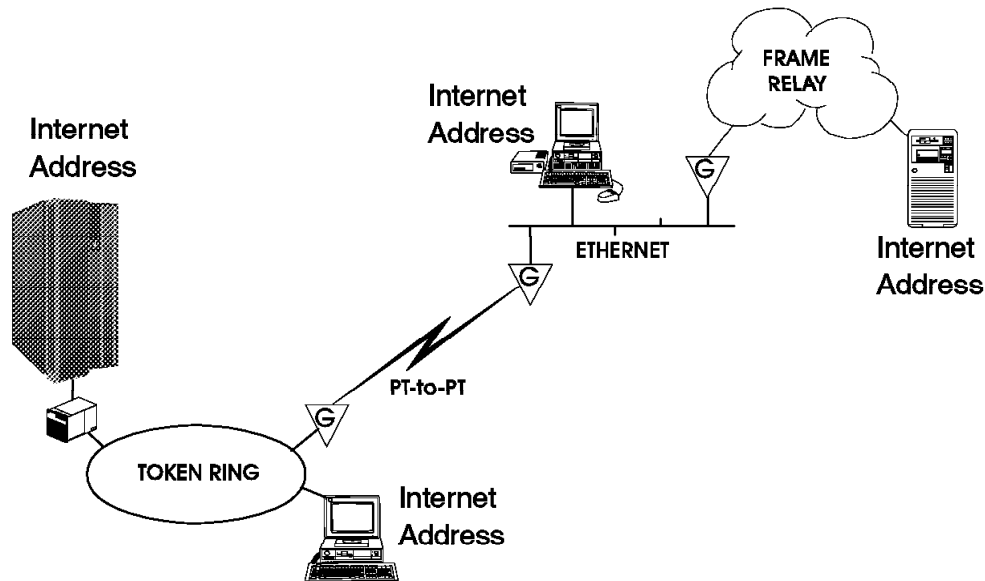 FRAME
RELAY
Internet
Address
Internet
Address
G
ETHERNET
Internet
Address
G
PT-to-PT
G
TOKEN RING
Internet
Address